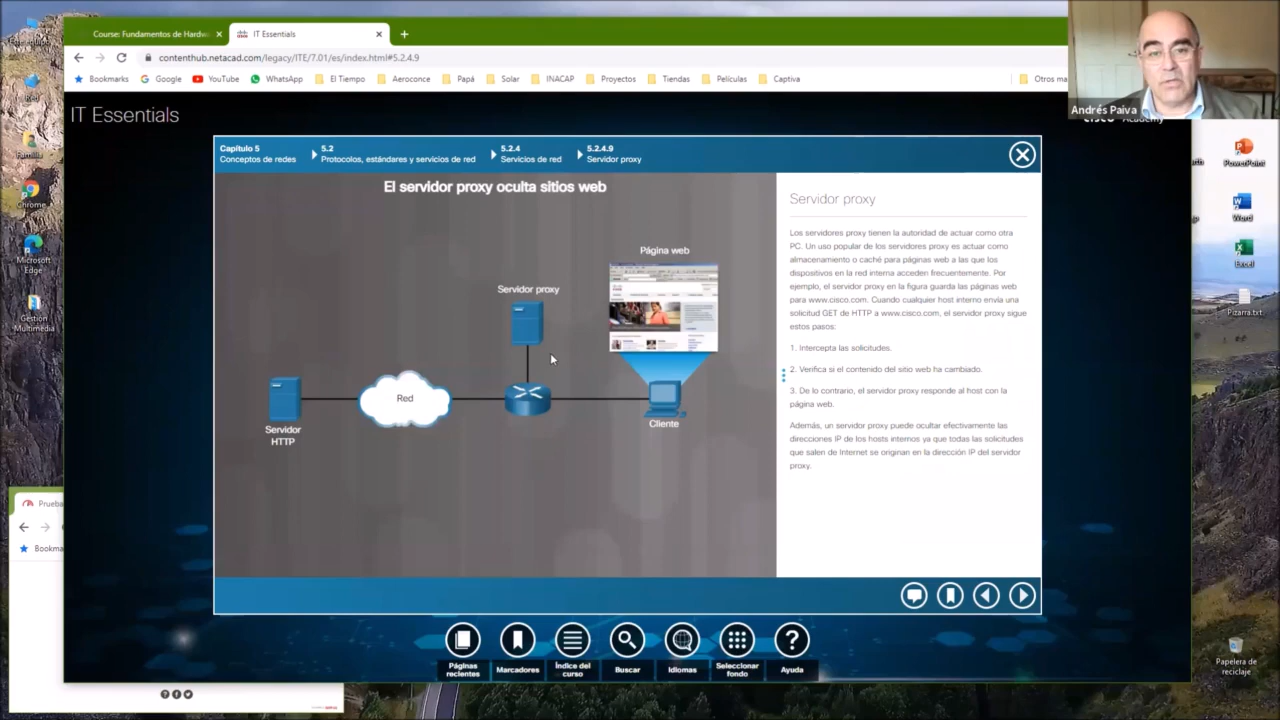 Course: Fundamentos de Hardw
IT Essentials
contenthub.netacad.com/legacy/ITE/7.01/es/index.html#5.2.4.9
Bookmarks
Google
YouTube
WhatsApp
El Tiempo
Aeroconce
Papá
Solar
INACAP
Proyectos
Tiendas
Películas
Captiva
Otros ma
Andrés Paiva
IT Essentials
Capítulo 5
Conceptos de redes
5.2
Protocolos, estándares y servicios de red
5.2.4
Servicios de red
5.2.4.9
Servidor proxy
El servidor proxy oculta sitios web
Página web
Servidor proxy
Red
Servidor
HTTP
Cliente
Servidor proxy
Los servidores proxy tienen la autoridad de actuar como otra
PC. Un uso popular de los servidores proxy es actuar como
almacenamiento o caché para páginas web a las que los
dispositivos en la red interna acceden frecuentemente. Por
ejemplo, el servidor proxy en la figura guarda las páginas web
para www.cisco.com. Cuando cualquier host interno envía una
solicitud GET de HTTP a www.cisco.com, el servidor proxy sigue
estos pasos:
1. Intercepta las solicitudes.
2. Verifica si el contenido del sitio web ha cambiado.
3. De lo contrario, el servidor proxy responde al host con la
página web.
Además, un servidor proxy puede ocultar efectivamente las
direcciones IP de los hosts internos ya que todas las solicitudes
que salen de Internet se originan en la dirección IP del servidor
proxy.
Páginas
recientes
Marcadores
Índice del
curso
Buscar
Idiomas
Seleccionar
fondo
Ayuda
Familia
Chrome
Microsoft
Edge
Gestión
Multimedia
Prueba
Bookma
PowerPoint
Word
Excel
Pizarra.txt
Papelera de
reciclaje